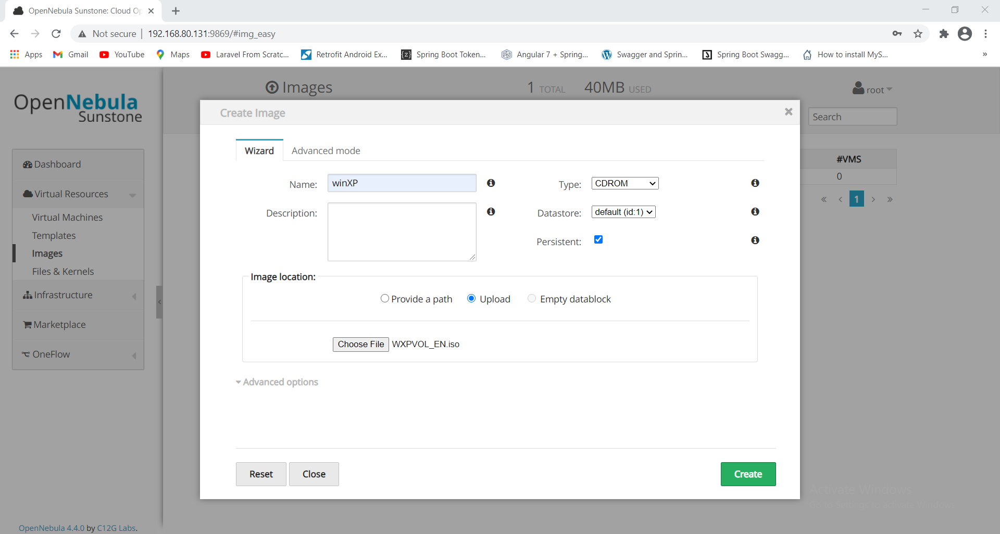 OpenNebula Sunstone: Cloud Op
Not secure 192.168.80.131:9869/#img_easy
Apps Gmail YouTube Maps Laravel From Scratc... Retrofit Android Ex... {z} Spring Boot Token... Angular 7 + Spring... Swagger and Sprin... Spring Boot Swagg... How to install MyS... »
OpenNebula
Sunstone
Images 1 TOTAL 40MB USED root
Search
Dashboard
Virtual Resources
Virtual Machines
Templates
Images
Files & Kernels
Infrastructure
Marketplace
OneFlow
#VMS
0
« < 1 > »
Create Image ×
Wizard Advanced mode
Name: winXP Type: CDROM
Description: Datastore: default (id:1)
Persistent:
Image location:
Provide a path Upload Empty datablock
Choose File WXPVOL_EN.iso
Advanced options
Reset Close Create
Activate Windows
Go to Settings to activate Windows.
OpenNebula 4.4.0 by C12G Labs.